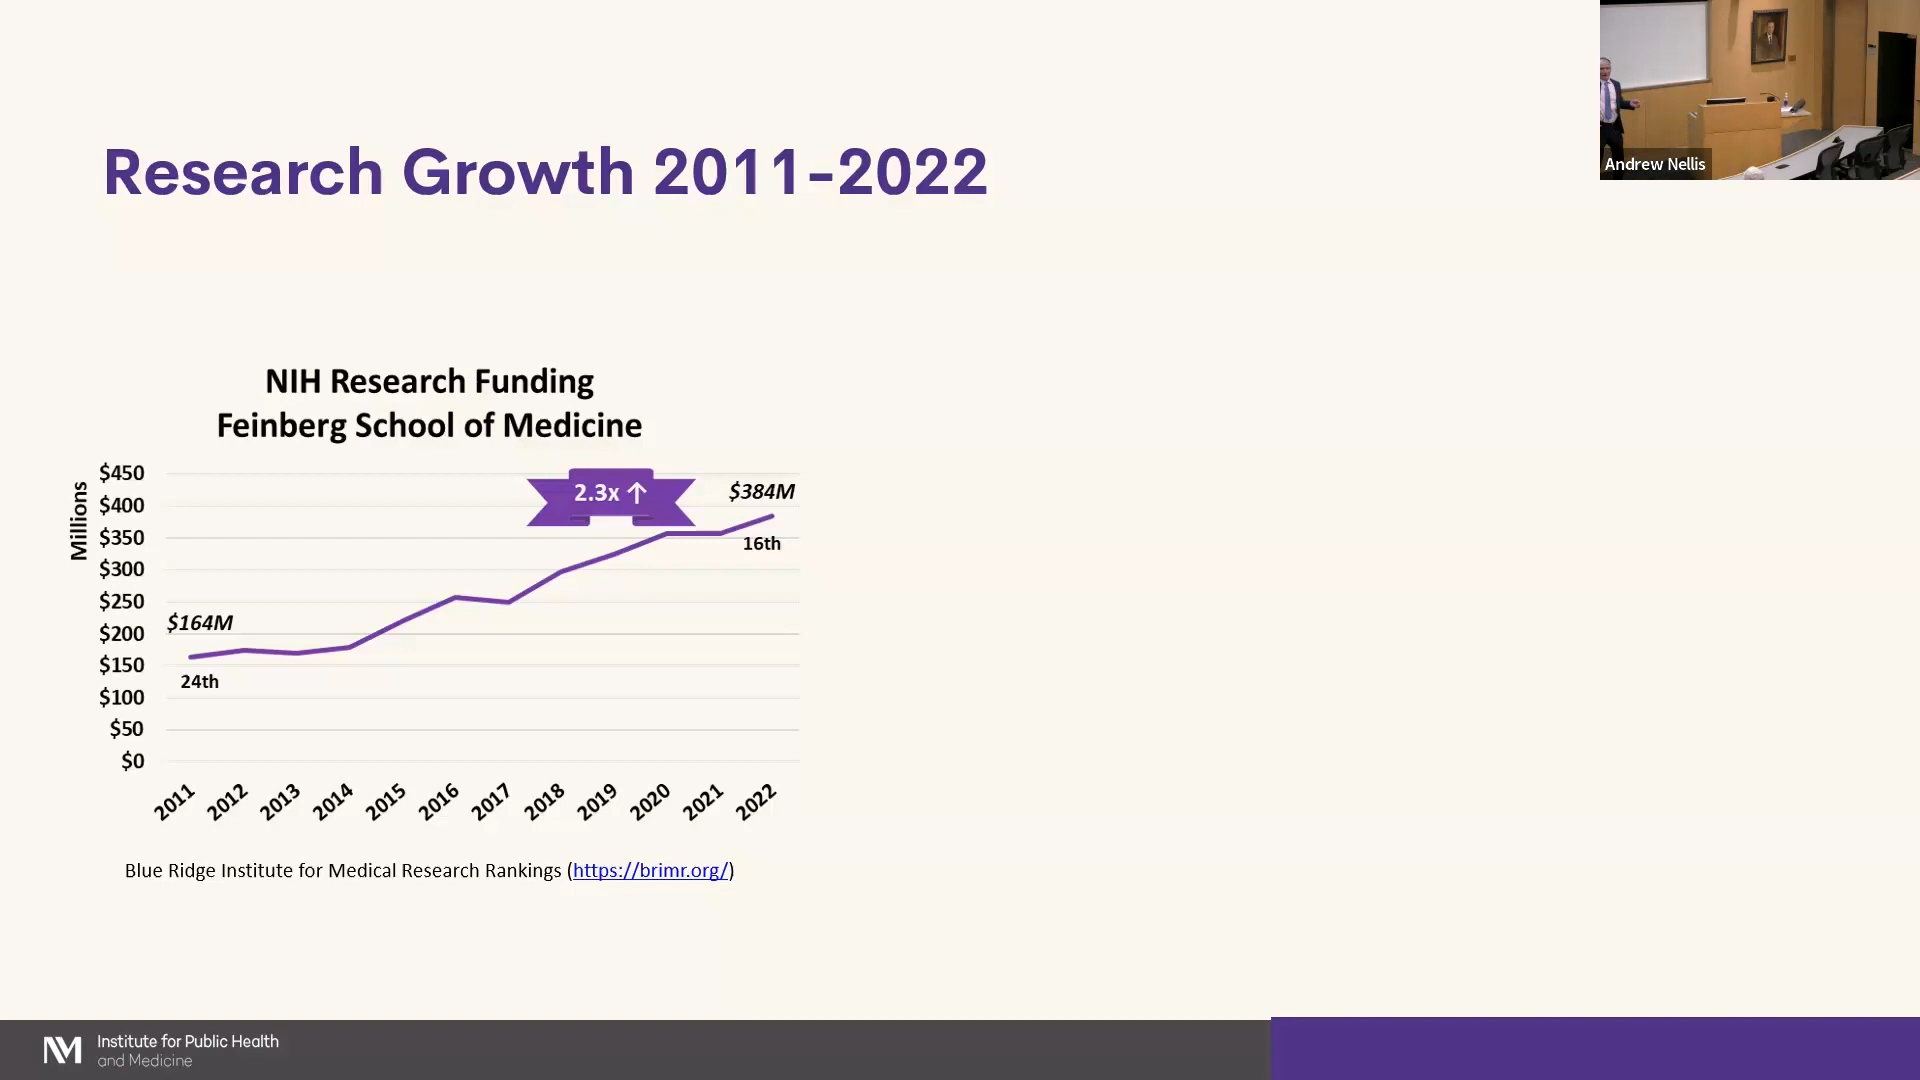 Andrew Nellis
Research Growth 2011-2022
NIH Research Funding
Feinberg School of Medicine
Millions
$450
$400
$350
$300
$250
$200
$150
$100
$50
$0
2.3x ↑
$384M
16th
$164M
24th
2011 2012 2013 2014 2015 2016 2017 2018 2019 2020 2021 2022
Blue Ridge Institute for Medical Research Rankings (https://brimr.org/)
NM
Institute for Public Health
and Medicine